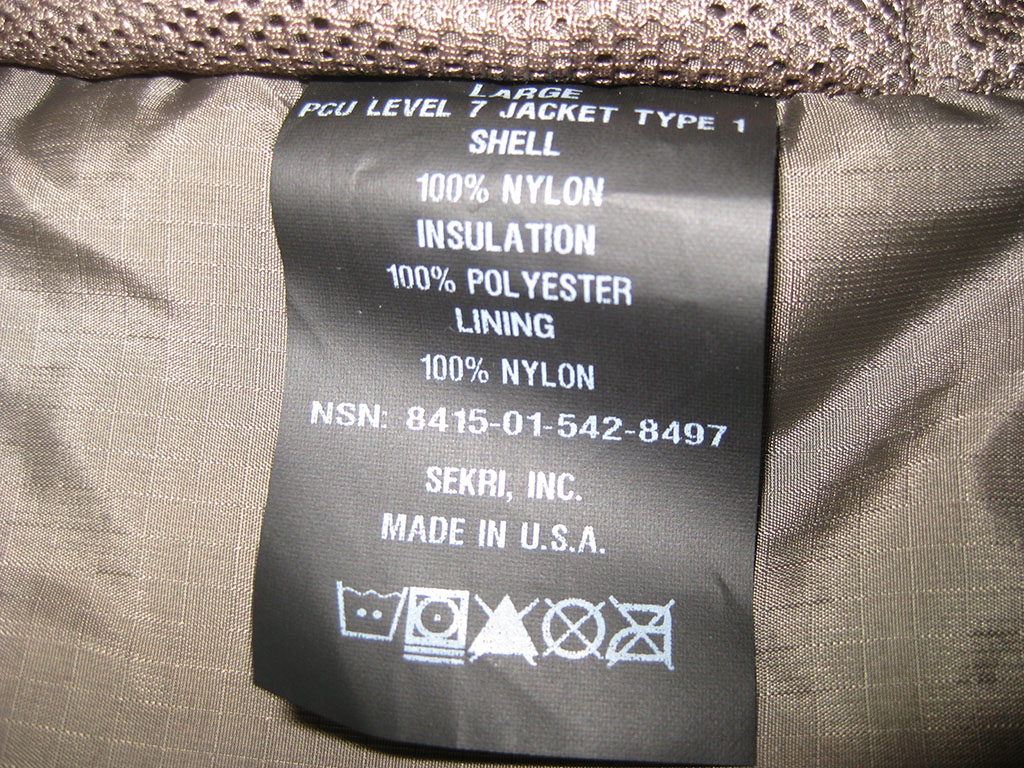 LARGE
PCU LEVEL 7 JACKET TYPE 1
SHELL
100% NYLON
INSULATION
100% POLYESTER
LINING
100% NYLON
NSN: 8415-01-542-8497
SEKRI, INC.
MADE IN U.S.A.